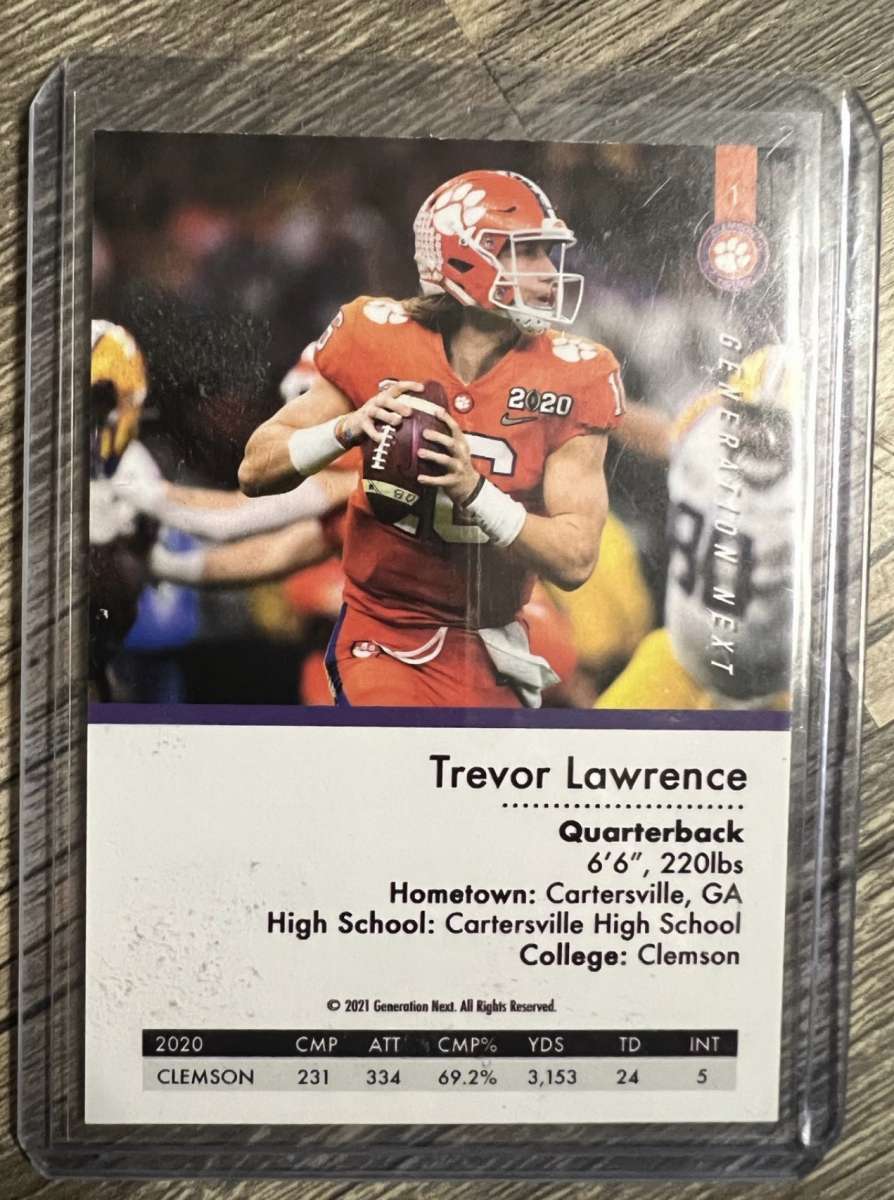 1
GENERATION NEXT
2020
16
Trevor Lawrence
Quarterback
6'6", 220lbs
Hometown: Cartersville, GA
High School: Cartersville High School
College: Clemson
© 2021 Generation Next. All Rights Reserved.
2020 CMP ATT CMP% YDS TD INT
CLEMSON 231 334 69.2% 3,153 24 5